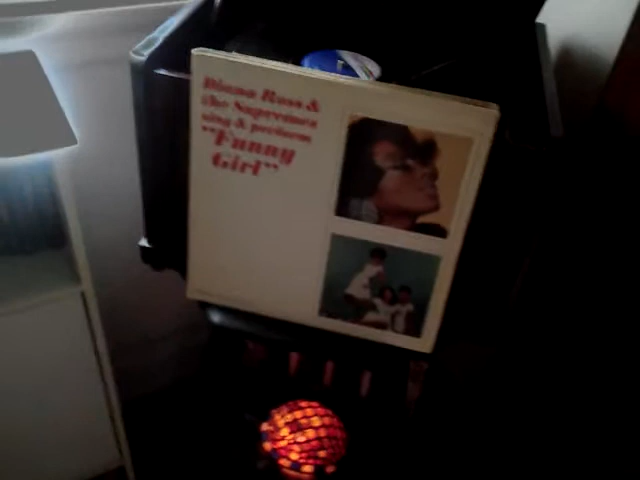 Diana Ross &
the Supremes
sing & perform
"Funny
Girl"